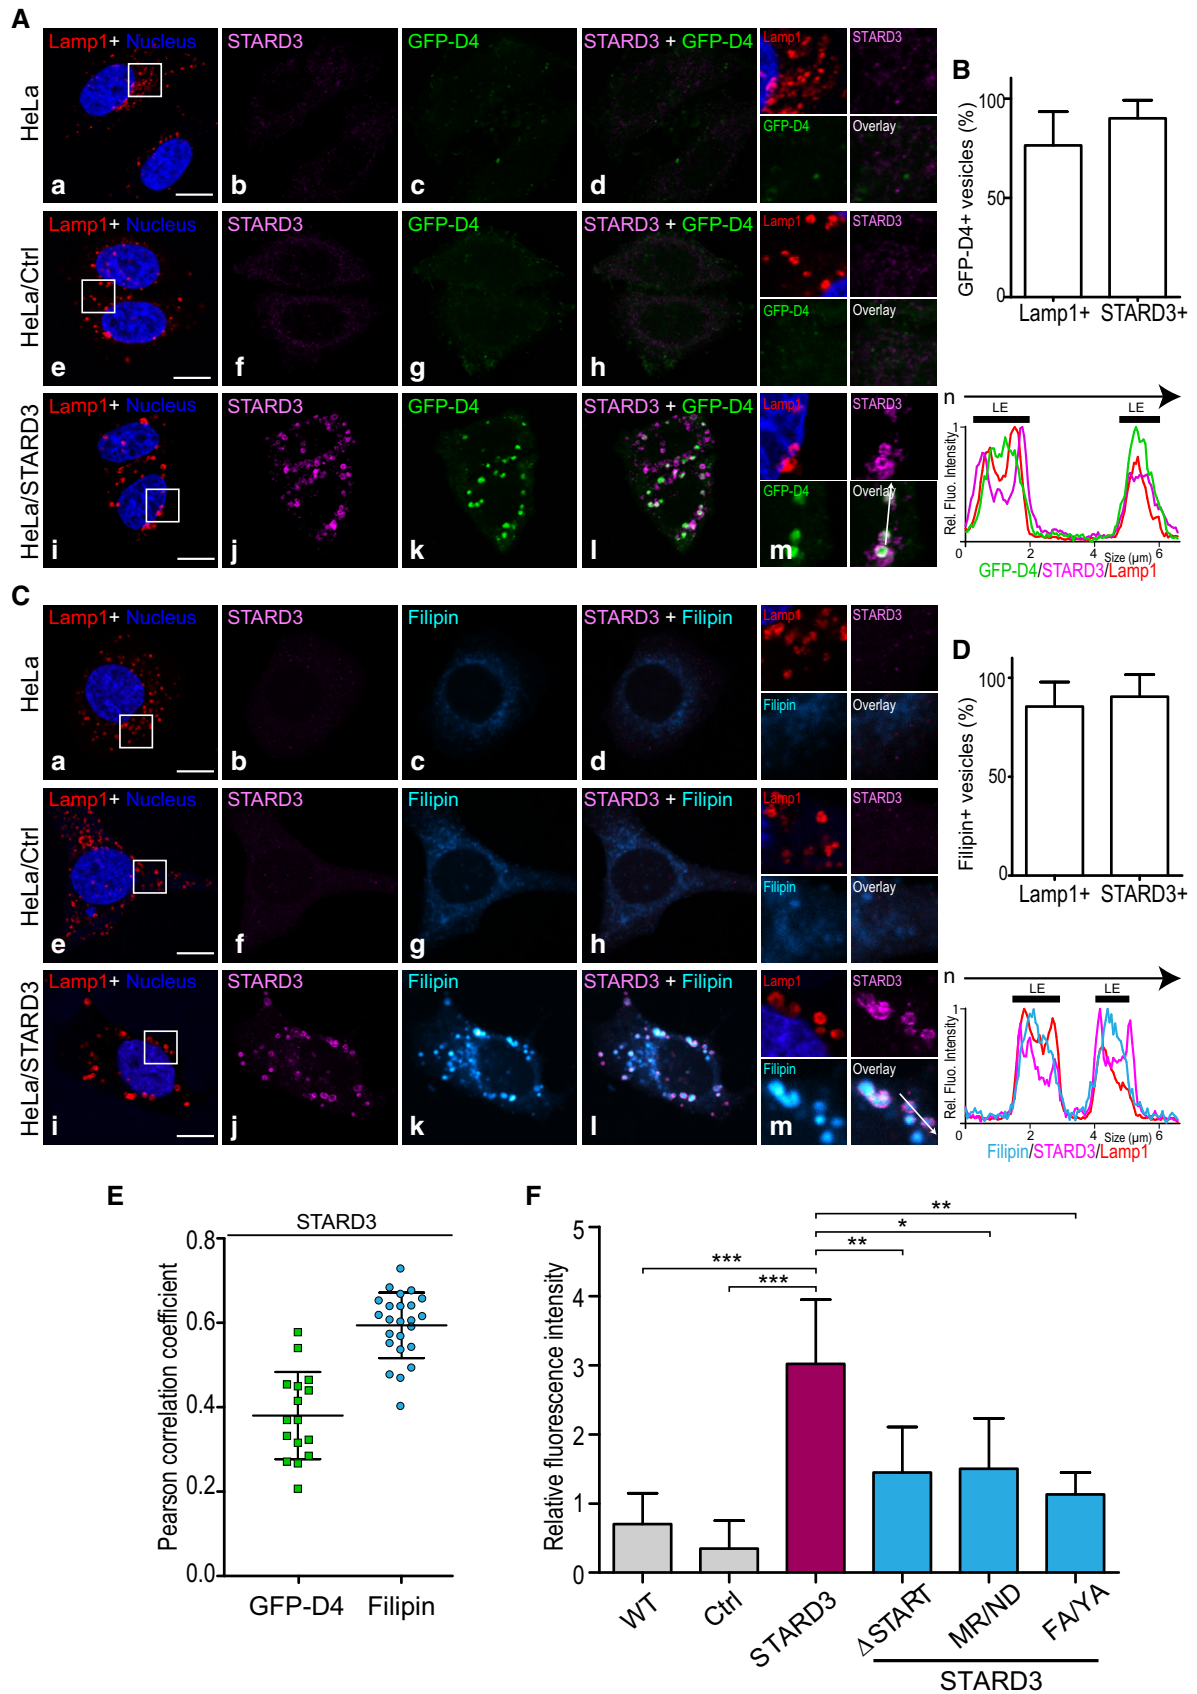 A
HeLa
Lamp1+ Nucleus
a
STARD3
b
GFP-D4
c
STARD3 + GFP-D4
d
Lamp1
STARD3
GFP-D4
Overlay
HeLa/Ctrl
Lamp1+ Nucleus
e
STARD3
f
GFP-D4
g
STARD3 + GFP-D4
h
Lamp1
STARD3
GFP-D4
Overlay
HeLa/STARD3
Lamp1+ Nucleus
i
STARD3
j
GFP-D4
k
STARD3 + GFP-D4
l
Lamp1
STARD3
GFP-D4
m
Overlay
B
GFP-D4+ vesicles (%)
100
50
0
Lamp1+ STARD3+
n
LE LE
Rel. Fluo. Intensity
1
0 2 4 6
Size (µm)
GFP-D4/STARD3/Lamp1
C
HeLa
Lamp1+ Nucleus
a
STARD3
b
Filipin
c
STARD3 + Filipin
d
Lamp1
STARD3
Filipin
Overlay
HeLa/Ctrl
Lamp1+ Nucleus
e
STARD3
f
Filipin
g
STARD3 + Filipin
h
Lamp1
STARD3
Filipin
Overlay
HeLa/STARD3
Lamp1+ Nucleus
i
STARD3
j
Filipin
k
STARD3 + Filipin
l
Lamp1
STARD3
Filipin
m
Overlay
D
Filipin+ vesicles (%)
100
50
0
Lamp1+ STARD3+
n
LE LE
Rel. Fluo. Intensity
1
0 2 4 6
Size (µm)
Filipin/STARD3/Lamp1
E
STARD3
Pearson correlation coefficient
0.8
0.6
0.4
0.2
0.0
GFP-D4 Filipin
F
Relative fluorescence intensity
5
4
3
2
1
0
**
*
**
***
***
WT
Ctrl
STARD3
ΔSTART
MR/ND
FA/YA
STARD3